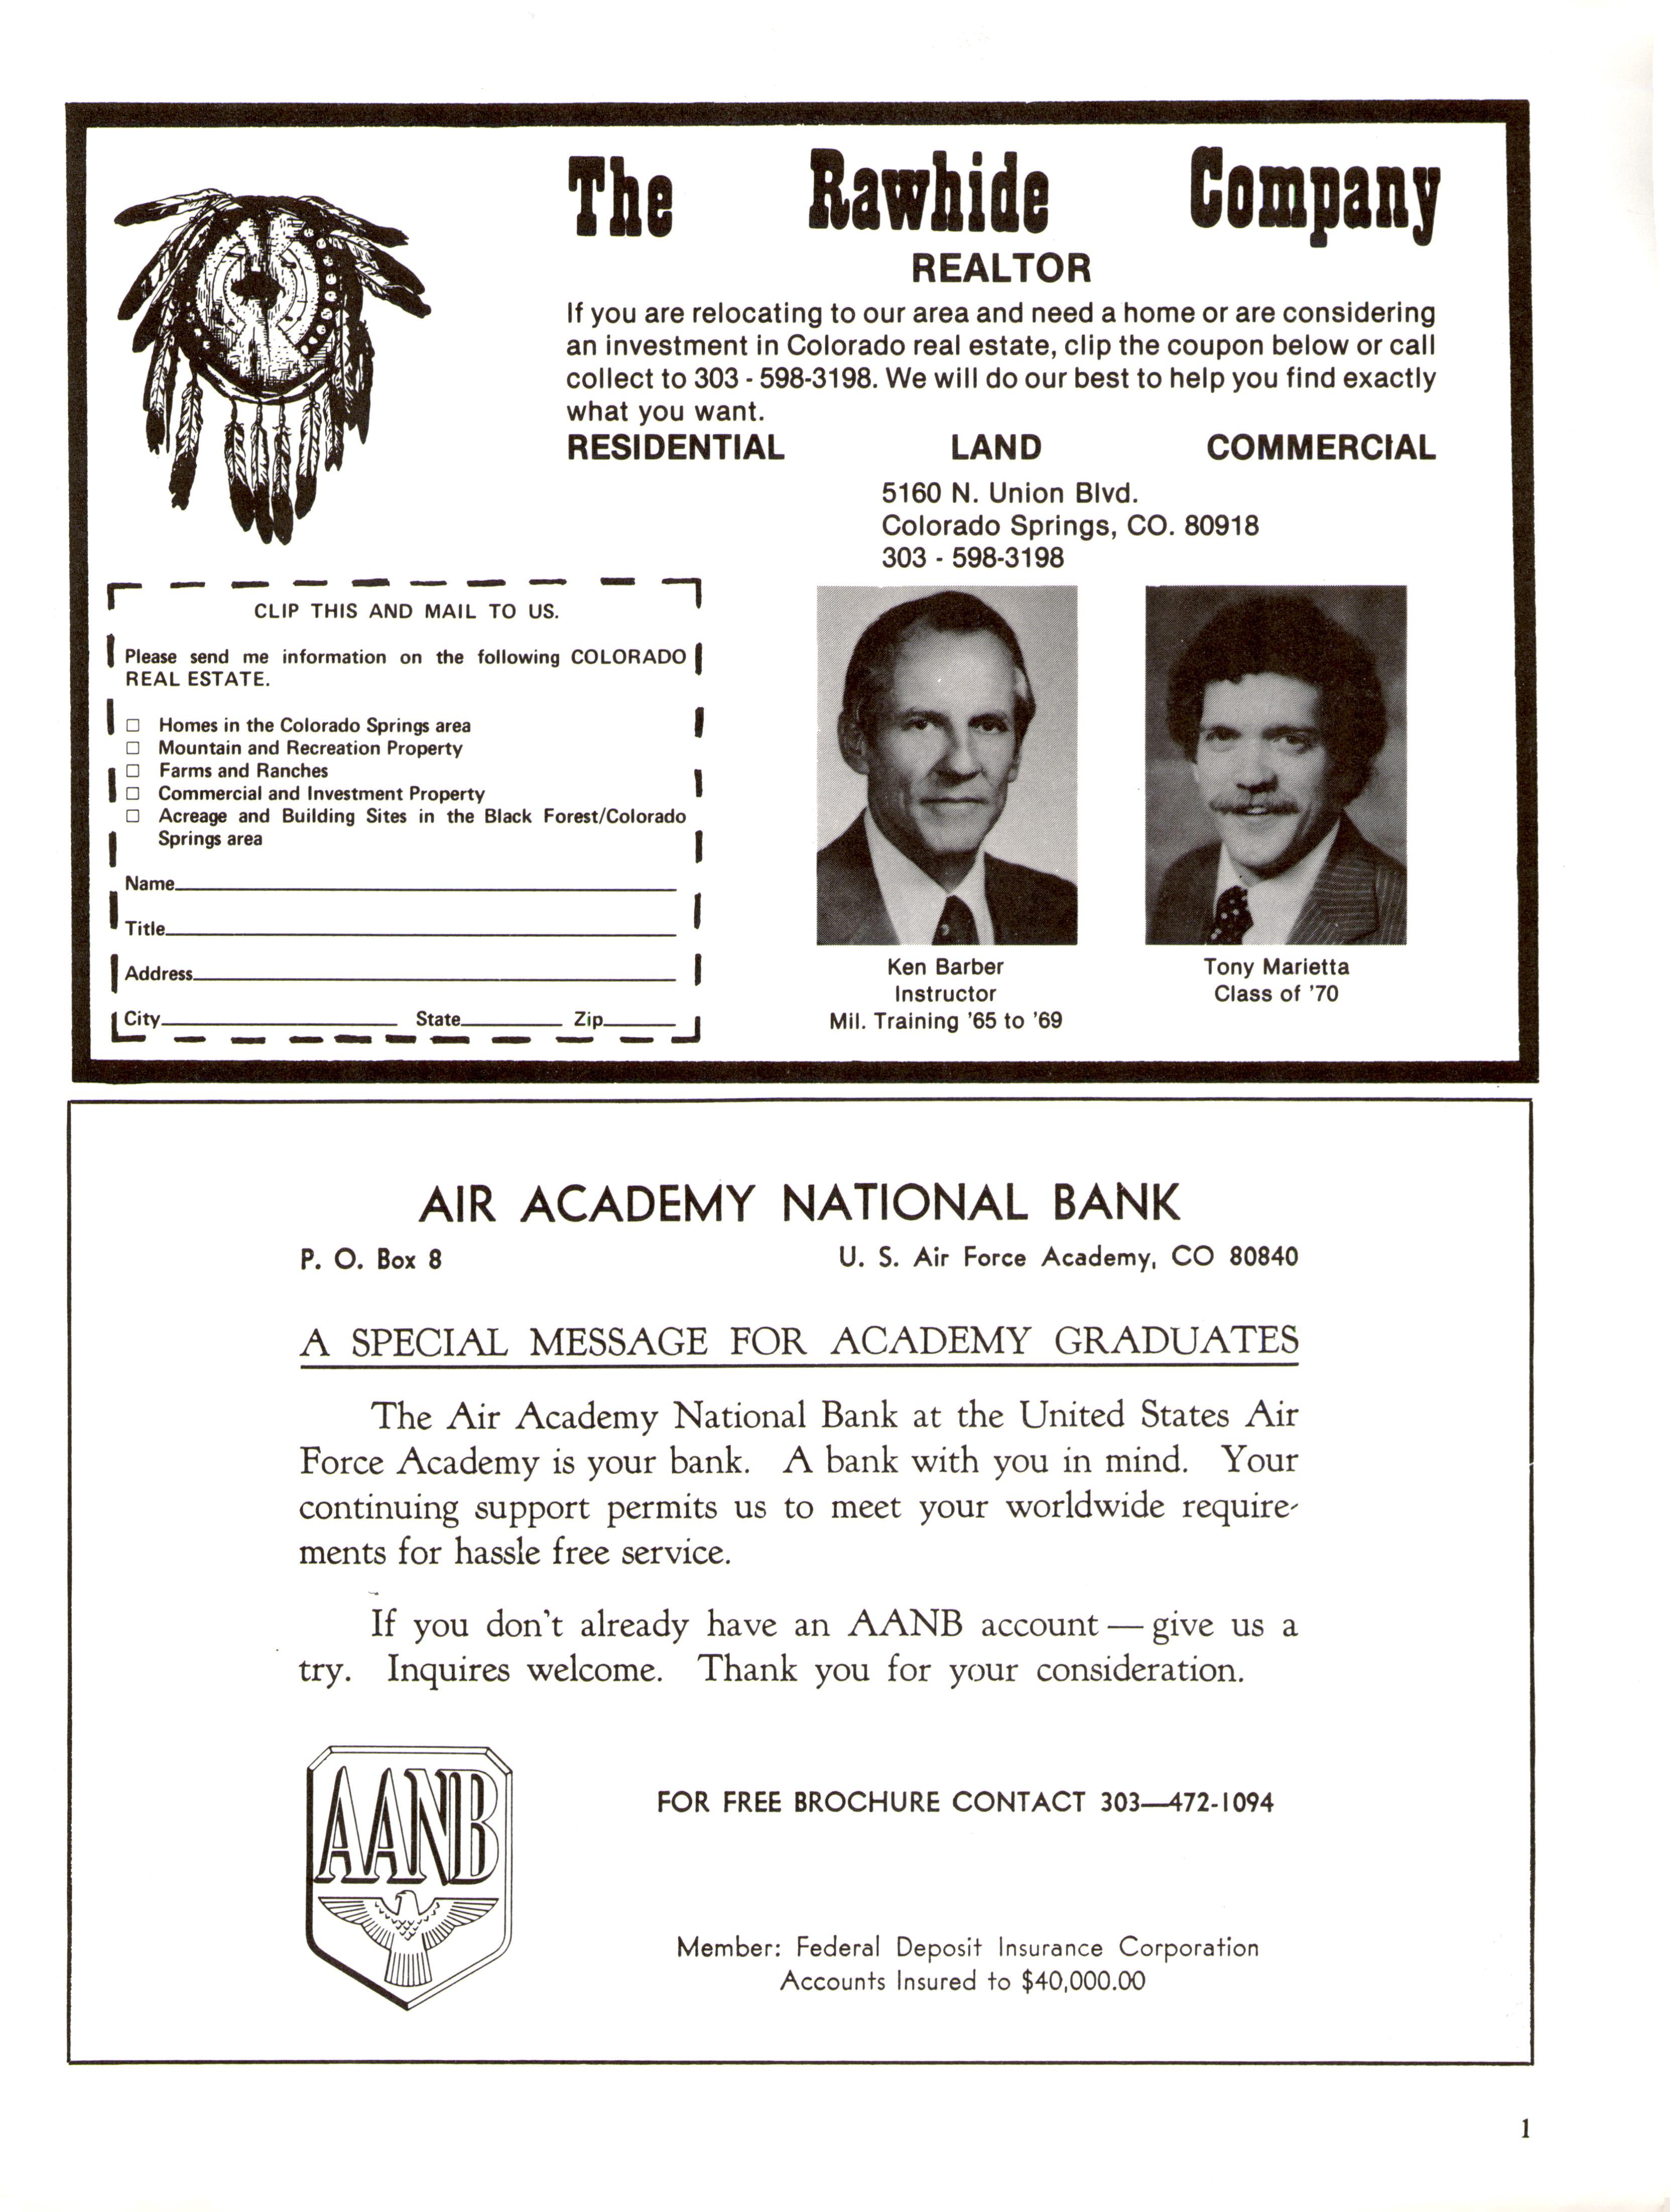 The Rawhide Company
REALTOR
If you are relocating to our area and need a home or are considering
an investment in Colorado real estate, clip the coupon below or call
collect to 303 - 598-3198. We will do our best to help you find exactly
what you want.
RESIDENTIAL LAND COMMERCIAL
5160 N. Union Blvd.
Colorado Springs, CO. 80918
303 - 598-3198
CLIP THIS AND MAIL TO US.
Please send me information on the following COLORADO
REAL ESTATE.
☐ Homes in the Colorado Springs area
☐ Mountain and Recreation Property
☐ Farms and Ranches
☐ Commercial and Investment Property
☐ Acreage and Building Sites in the Black Forest/Colorado
Springs area
Name
Title
Address
City State Zip
Ken Barber
Instructor
Mil. Training '65 to '69
Tony Marietta
Class of '70
AIR ACADEMY NATIONAL BANK
P. O. Box 8 U. S. Air Force Academy, CO 80840
A SPECIAL MESSAGE FOR ACADEMY GRADUATES
The Air Academy National Bank at the United States Air
Force Academy is your bank. A bank with you in mind. Your
continuing support permits us to meet your worldwide require-
ments for hassle free service.
If you don't already have an AANB account — give us a
try. Inquires welcome. Thank you for your consideration.
AANB
FOR FREE BROCHURE CONTACT 303—472-1094
Member: Federal Deposit Insurance Corporation
Accounts Insured to $40,000.00
1